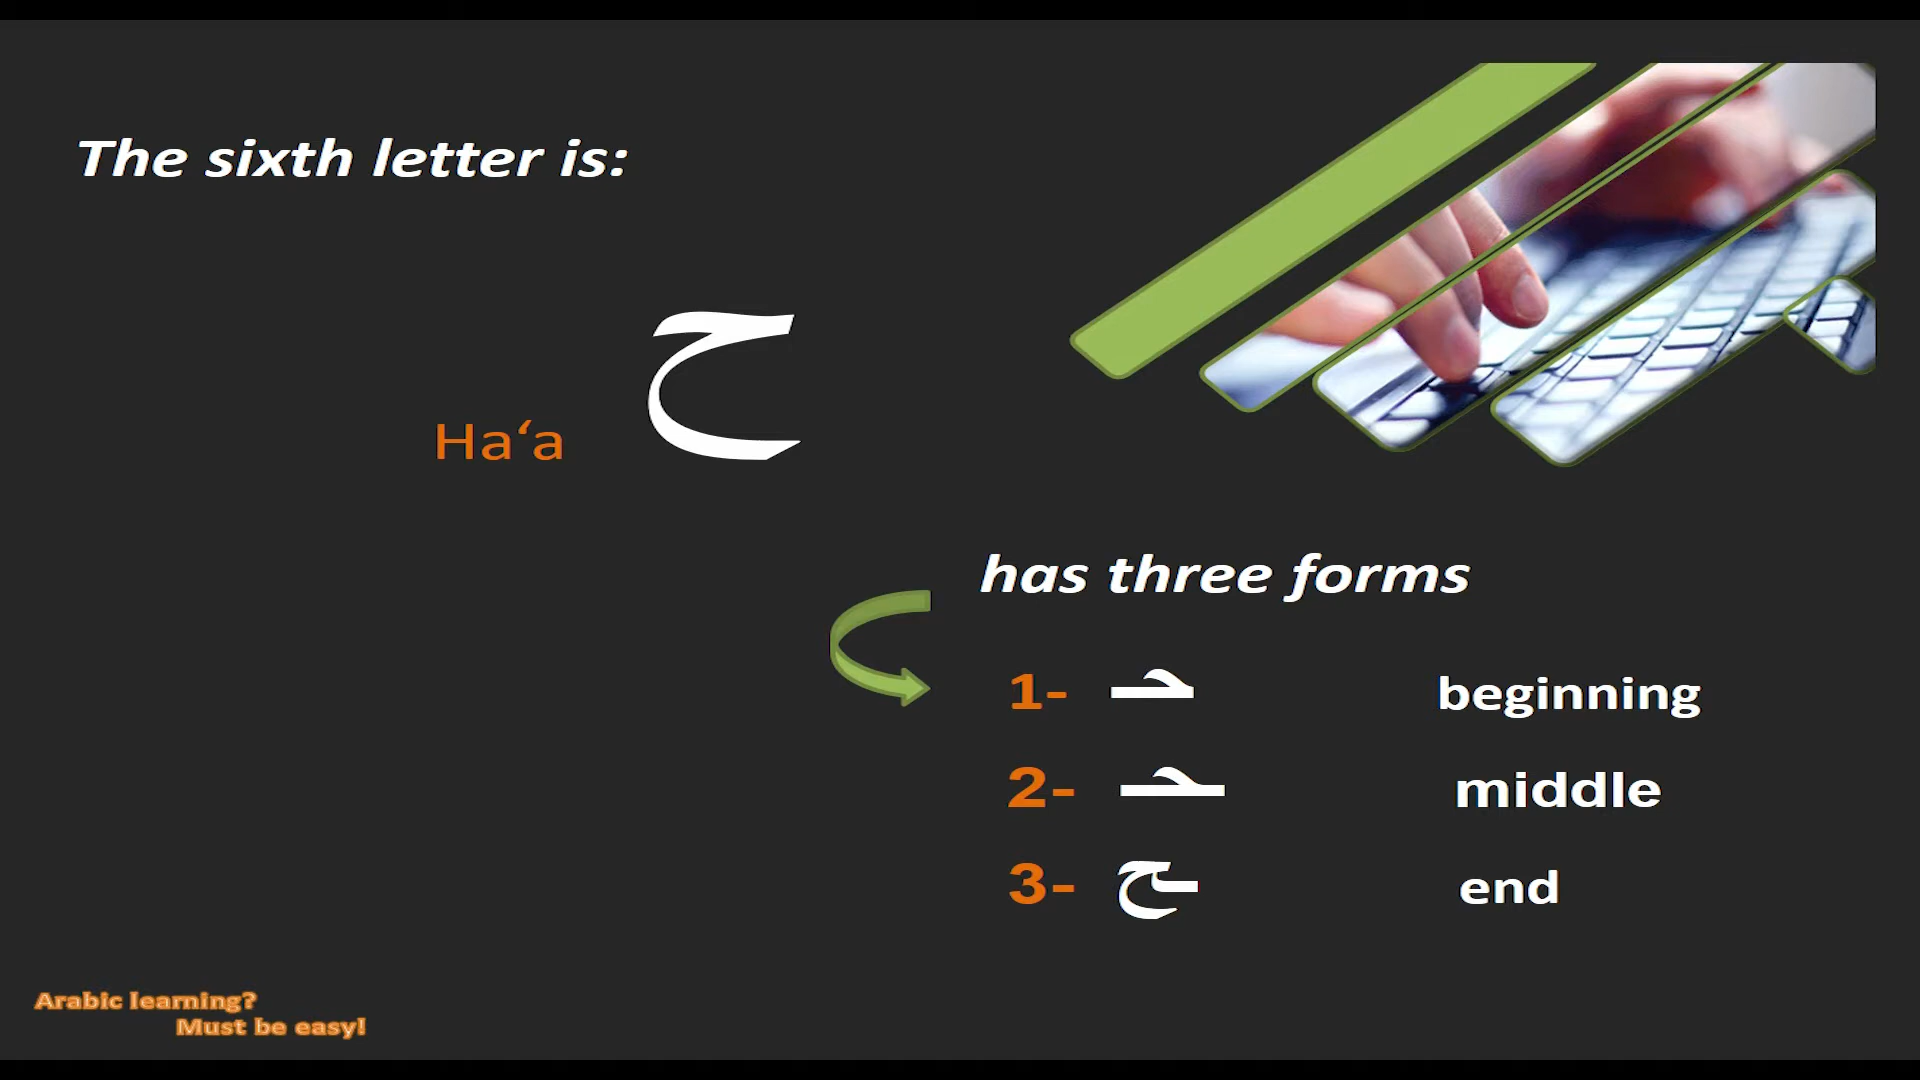 The sixth letter is:
ح
Ha‘a
has three forms
1- حـ beginning
2- ـحـ middle
3- ـح end
Arabic learning?
Must be easy!